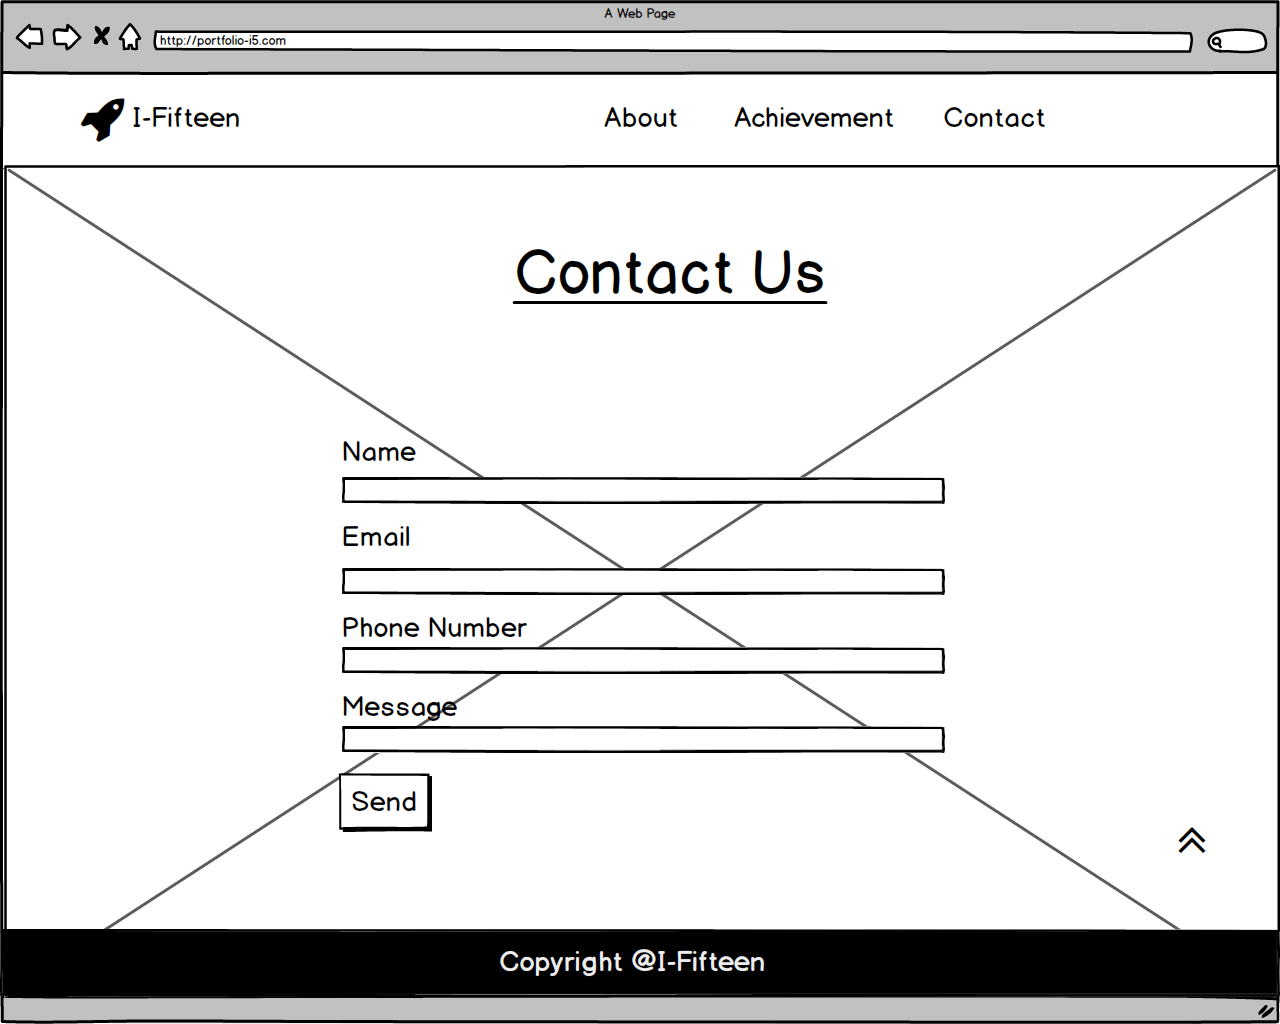 A Web Page
http://portfolio-i5.com
I-Fifteen
About
Achievement
Contact
Contact Us
Name
Email
Phone Number
Message
Send
Copyright @I-Fifteen